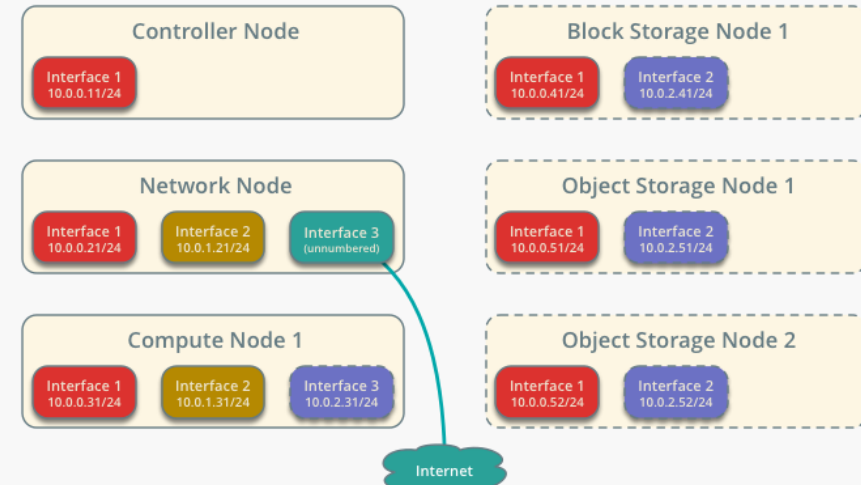 Controller Node
Interface 1
10.0.0.11/24
Block Storage Node 1
Interface 1
10.0.0.41/24
Interface 2
10.0.2.41/24
Network Node
Interface 1
10.0.0.21/24
Interface 2
10.0.1.21/24
Interface 3
(unnumbered)
Object Storage Node 1
Interface 1
10.0.0.51/24
Interface 2
10.0.2.51/24
Compute Node 1
Interface 1
10.0.0.31/24
Interface 2
10.0.1.31/24
Interface 3
10.0.2.31/24
Object Storage Node 2
Interface 1
10.0.0.52/24
Interface 2
10.0.2.52/24
Internet